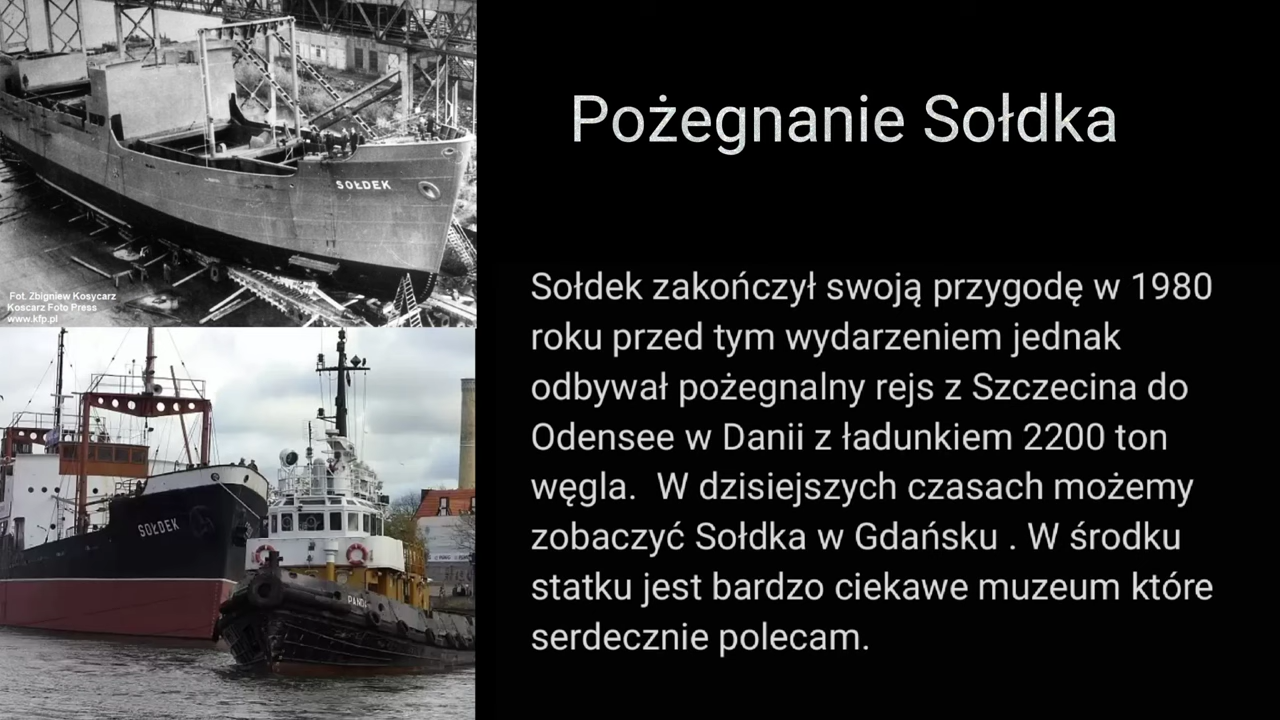 SOŁDEK
Fot. Zbigniew Kosycarz
Koscarz Foto Press
www.kfp.pl
SOŁDEK
Pożegnanie Sołdka
Sołdek zakończył swoją przygodę w 1980
roku przed tym wydarzeniem jednak
odbywał pożegnalny rejs z Szczecina do
Odensee w Danii z ładunkiem 2200 ton
węgla.  W dzisiejszych czasach możemy
zobaczyć Sołdka w Gdańsku . W środku
statku jest bardzo ciekawe muzeum które
serdecznie polecam.